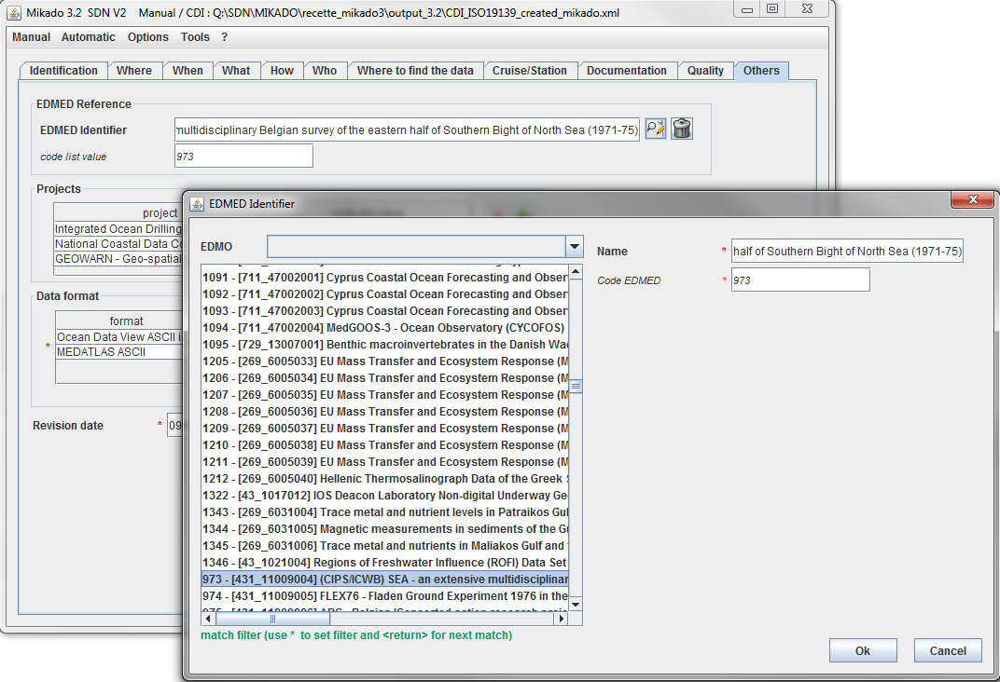 Mikado 3.2 SDN V2 Manual / CDI : Q:\SDN\MIKADO\recette_mikado3\output_3.2\CDI_ISO19139_created_mikado.xml
Manual Automatic Options Tools ?
Identification Where When What How Who Where to find the data Cruise/Station Documentation Quality Others
EDMED Reference
EDMED Identifier multidisciplinary Belgian survey of the eastern half of Southern Bight of North Sea (1971-75)
code list value 973
Projects
project
Integrated Ocean Drilling
National Coastal Data Co
GEOWARN - Geo-spatial
Data format
format
Ocean Data View ASCII i
* MEDATLAS ASCII
Revision date * 09
EDMED Identifier
EDMO
Name * half of Southern Bight of North Sea (1971-75)
Code EDMED * 973
1091 - [711_47002001] Cyprus Coastal Ocean Forecasting and Obser
1092 - [711_47002002] Cyprus Coastal Ocean Forecasting and Obser
1093 - [711_47002003] Cyprus Coastal Ocean Forecasting and Obser
1094 - [711_47002004] MedGOOS-3 - Ocean Observatory (CYCOFOS)
1095 - [729_13007001] Benthic macroinvertebrates in the Danish Wad
1205 - [269_6005033] EU Mass Transfer and Ecosystem Response (M
1206 - [269_6005034] EU Mass Transfer and Ecosystem Response (M
1207 - [269_6005035] EU Mass Transfer and Ecosystem Response (M
1208 - [269_6005036] EU Mass Transfer and Ecosystem Response (M
1209 - [269_6005037] EU Mass Transfer and Ecosystem Response (M
1210 - [269_6005038] EU Mass Transfer and Ecosystem Response (M
1211 - [269_6005039] EU Mass Transfer and Ecosystem Response (M
1212 - [269_6005040] Hellenic Thermosalinograph Data of the Greek S
1322 - [43_1017012] IOS Deacon Laboratory Non-digital Underway Geo
1343 - [269_6031004] Trace metal and nutrient levels in Patraikos Gul
1344 - [269_6031005] Magnetic measurements in sediments of the Gu
1345 - [269_6031006] Trace metal and nutrients in Maliakos Gulf and
1346 - [43_1021004] Regions of Freshwater Influence (ROFI) Data Set
973 - [431_11009004] (CIPS/ICWB) SEA - an extensive multidisciplinar
974 - [431_11009005] FLEX76 - Fladen Ground Experiment 1976 in the
match filter (use * to set filter and <return> for next match)
Ok Cancel